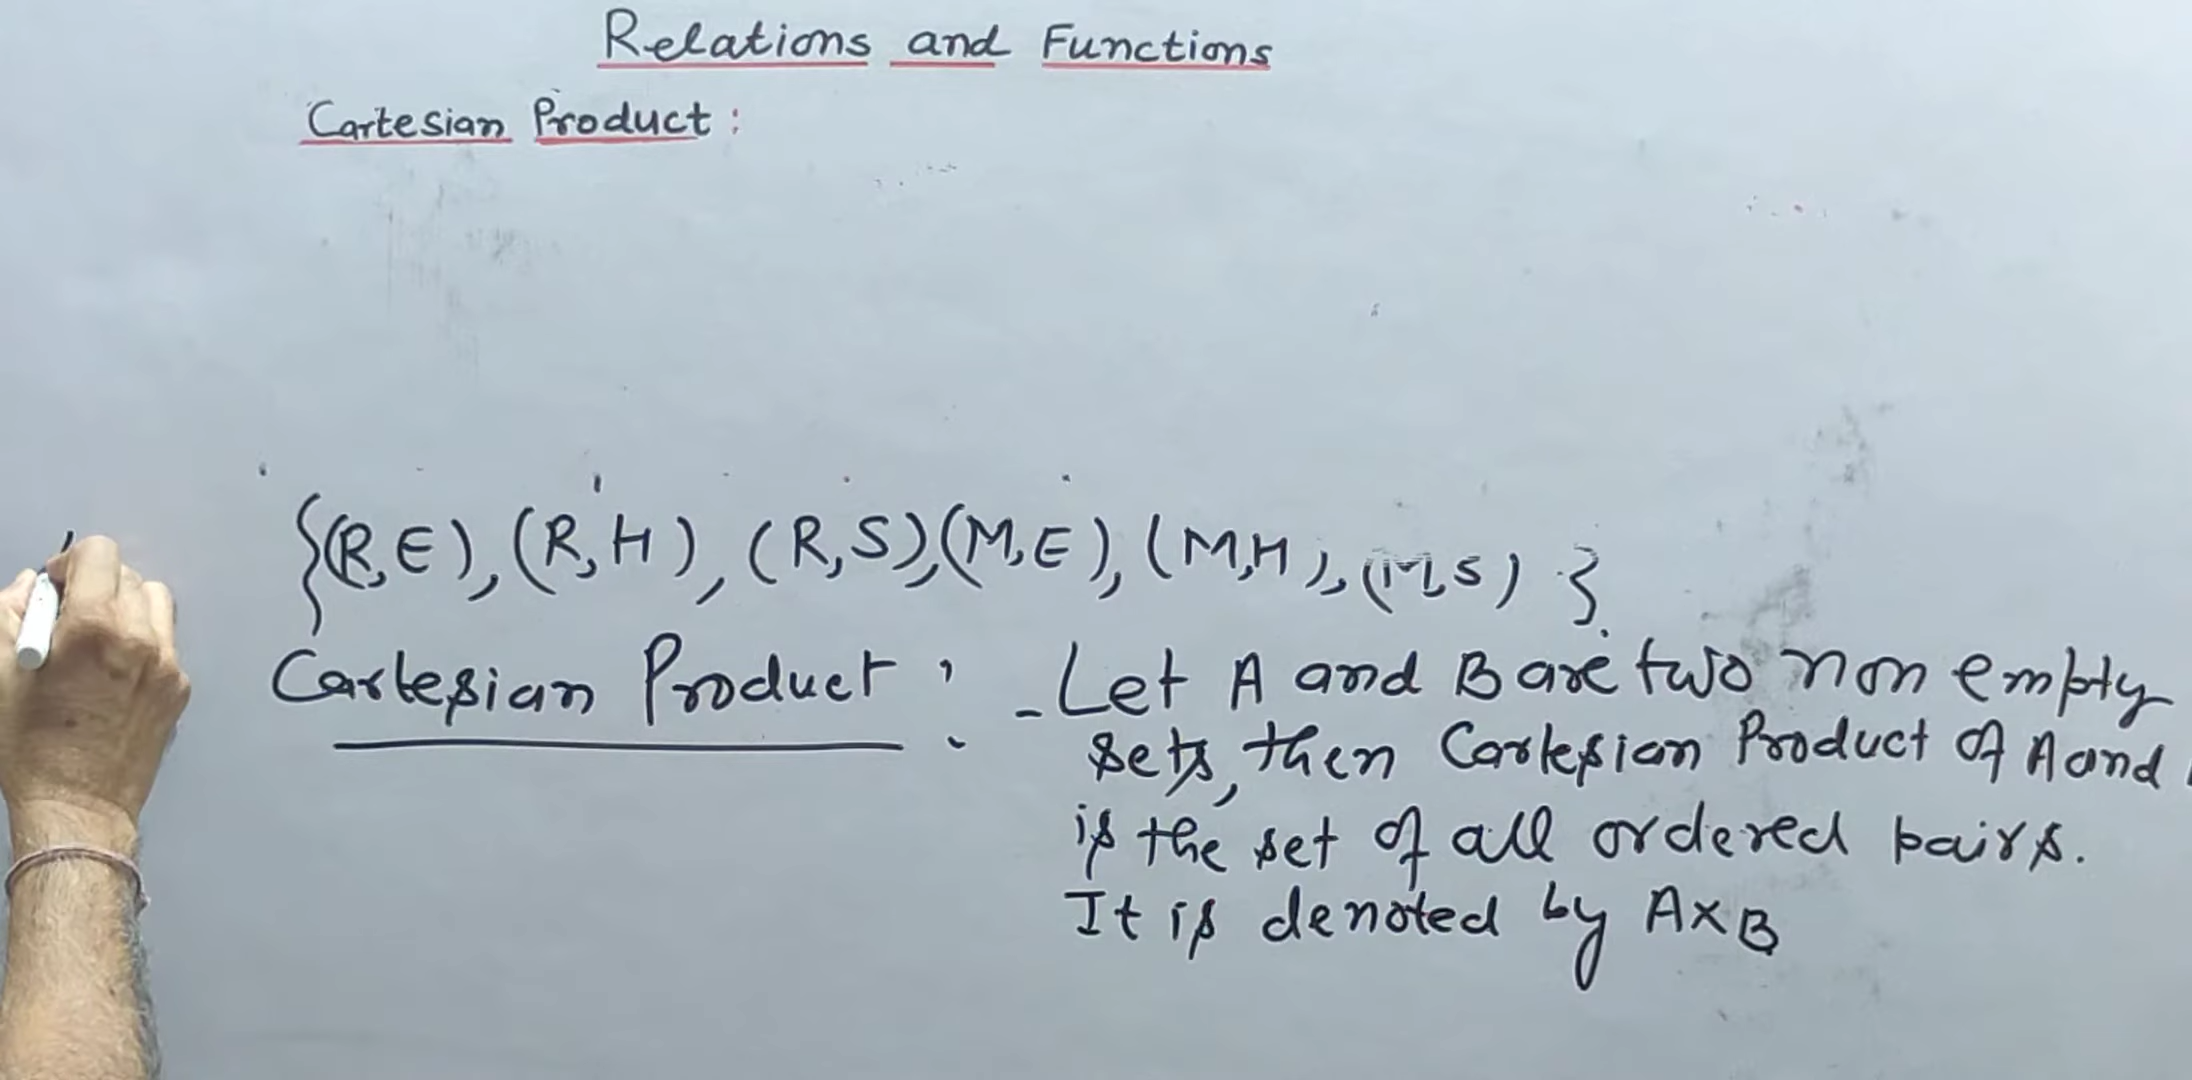 Relations and Functions
Cartesian Product:
{(R,E), (R,H), (R,S), (M,E), (M,H), (M,S) }
Cartesian Product : - Let A and B are two non empty
sets, then Cartesian Product of A and
is the set of all ordered pairs.
It is denoted by A×B